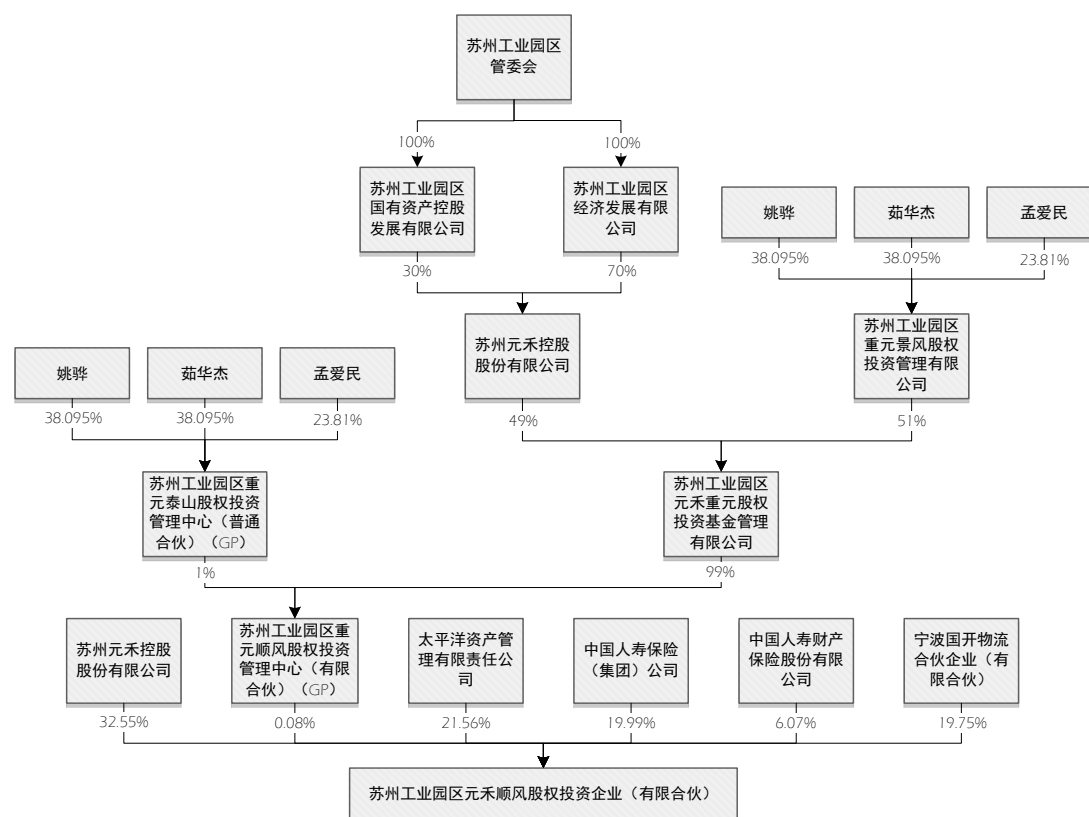 苏州工业园区
管委会
100%
100%
苏州工业园区
国有资产控股
发展有限公司
苏州工业园区
经济发展有限
公司
姚骅
茹华杰
孟爱民
30%
70%
38.095%
38.095%
23.81%
苏州元禾控股
股份有限公司
苏州工业园区
重元景风股权
投资管理有限
公司
姚骅
茹华杰
孟爱民
38.095%
38.095%
23.81%
49%
51%
苏州工业园区重
元泰山股权投资
管理中心（普通
合伙）（GP）
苏州工业园区
元禾重元股权
投资基金管理
有限公司
1%
99%
苏州元禾控股
股份有限公司
苏州工业园区重
元顺风股权投资
管理中心（有限
合伙）（GP）
太平洋资产管
理有限责任公
司
中国人寿保险
（集团）公司
中国人寿财产
保险股份有限
公司
宁波国开物流
合伙企业（有
限合伙）
32.55%
0.08%
21.56%
19.99%
6.07%
19.75%
苏州工业园区元禾顺风股权投资企业（有限合伙）